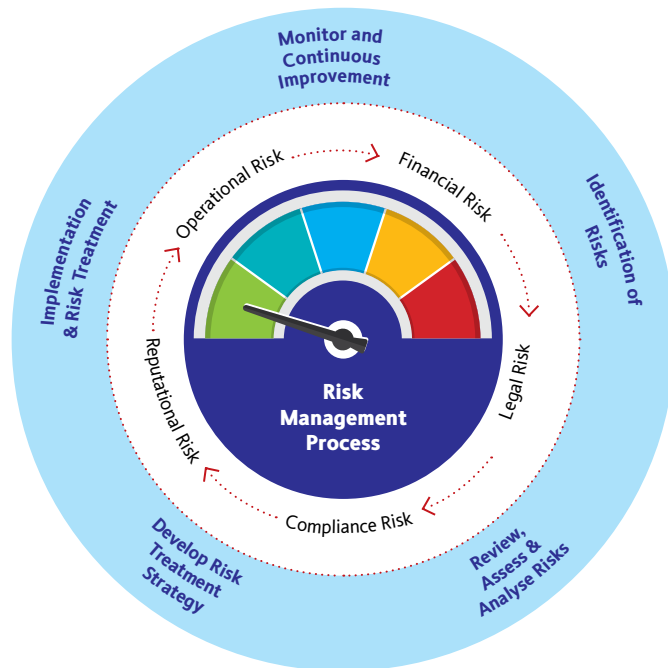 Monitor and
Continuous
Improvement
Identification of
Risks
Review,
Assess &
Analyse Risks
Develop Risk
Treatment
Strategy
Implementation
& Risk Treatment
Operational Risk
Financial Risk
Legal Risk
Compliance Risk
Reputational Risk
Risk
Management
Process